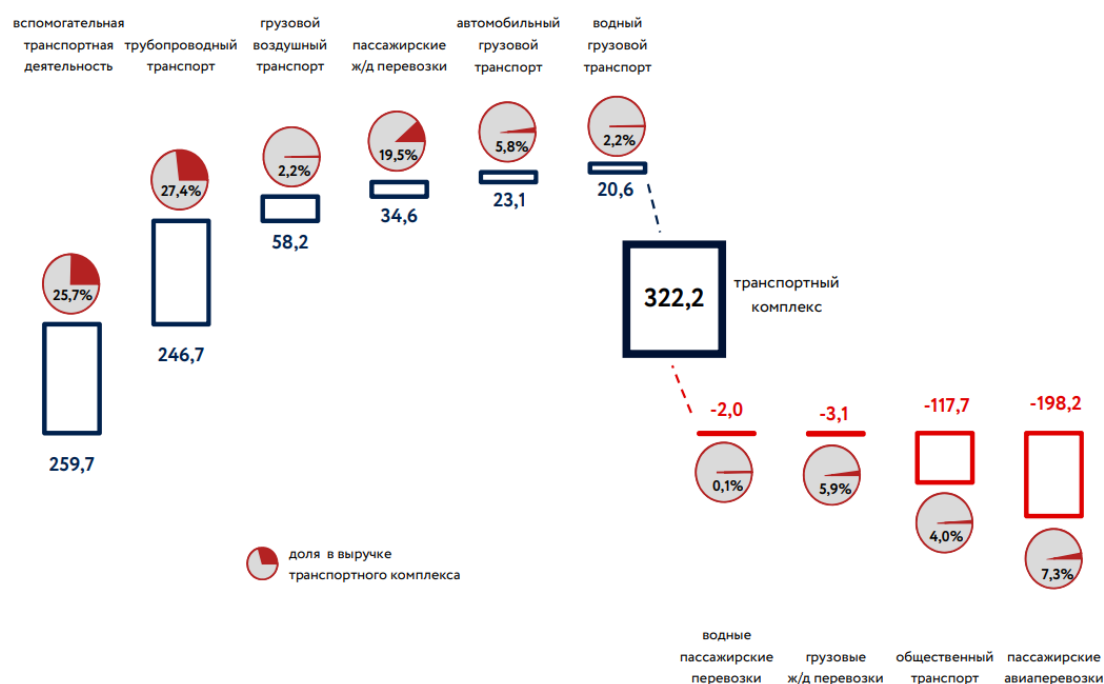 вспомогательная
транспортная
деятельность
трубопроводный
транспорт
грузовой
воздушный
транспорт
пассажирские
ж/д перевозки
автомобильный
грузовой
транспорт
водный
грузовой
транспорт
25,7%
259,7
27,4%
246,7
2,2%
58,2
19,5%
34,6
5,8%
23,1
2,2%
20,6
322,2
транспортный
комплекс
-2,0
0,1%
-3,1
5,9%
-117,7
4,0%
-198,2
7,3%
доля в выручке
транспортного комплекса
водные
пассажирские
перевозки
грузовые
ж/д перевозки
общественный
транспорт
пассажирские
авиаперевозки